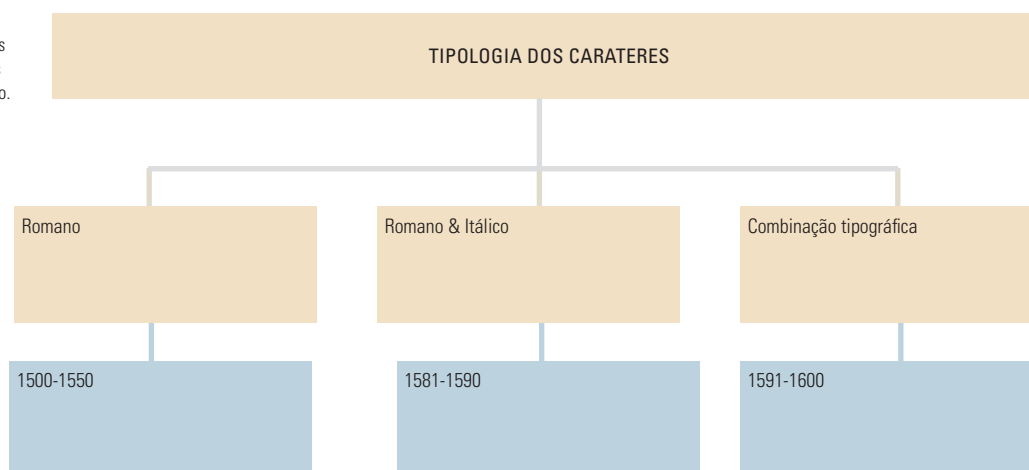 TIPOLOGIA DOS CARATERES
Romano
Romano & Itálico
Combinação tipográfica
1500-1550
1581-1590
1591-1600